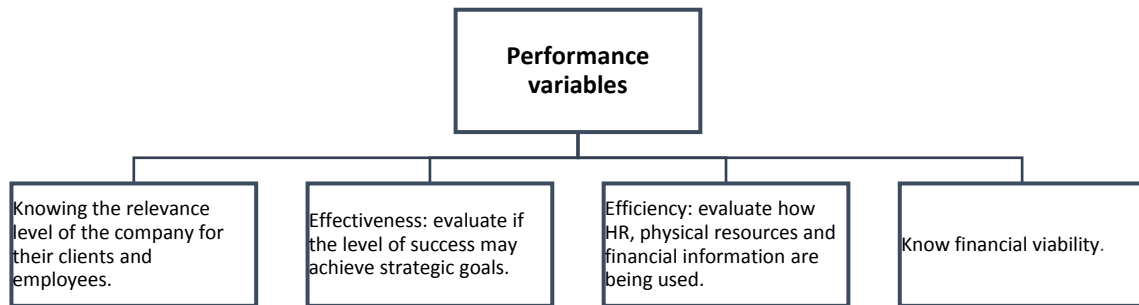 Performance
variables
Knowing the relevance
level of the company for
their clients and
employees.
Effectiveness: evaluate if
the level of success may
achieve strategic goals.
Efficiency: evaluate how
HR, physical resources and
financial information are
being used.
Know financial viability.